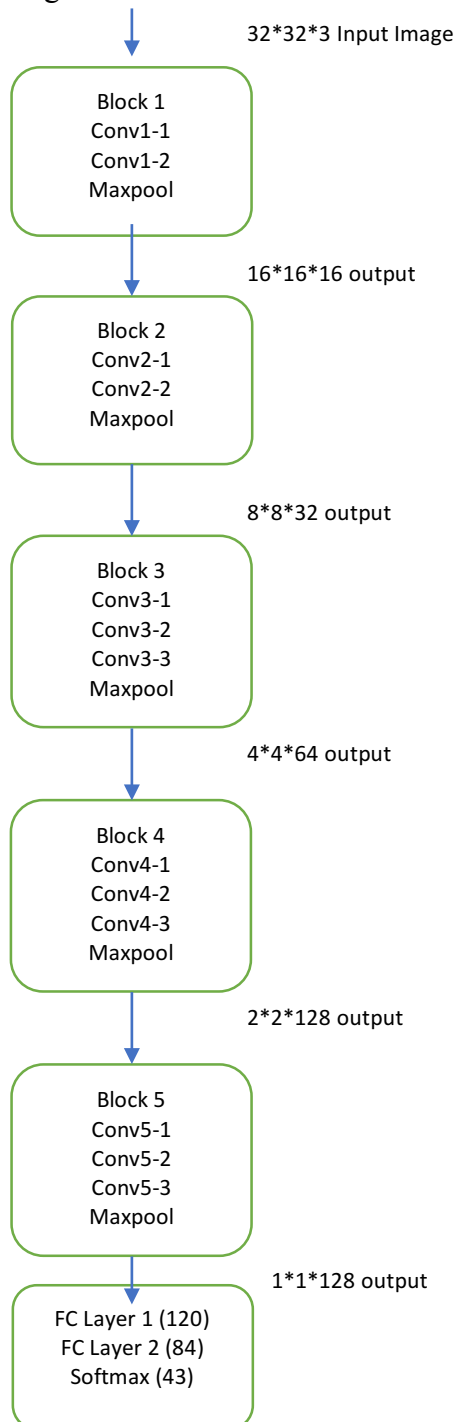 32*32*3 Input Image
Block 1
Conv1-1
Conv1-2
Maxpool
16*16*16 output
Block 2
Conv2-1
Conv2-2
Maxpool
8*8*32 output
Block 3
Conv3-1
Conv3-2
Conv3-3
Maxpool
4*4*64 output
Block 4
Conv4-1
Conv4-2
Conv4-3
Maxpool
2*2*128 output
Block 5
Conv5-1
Conv5-2
Conv5-3
Maxpool
1*1*128 output
FC Layer 1 (120)
FC Layer 2 (84)
Softmax (43)